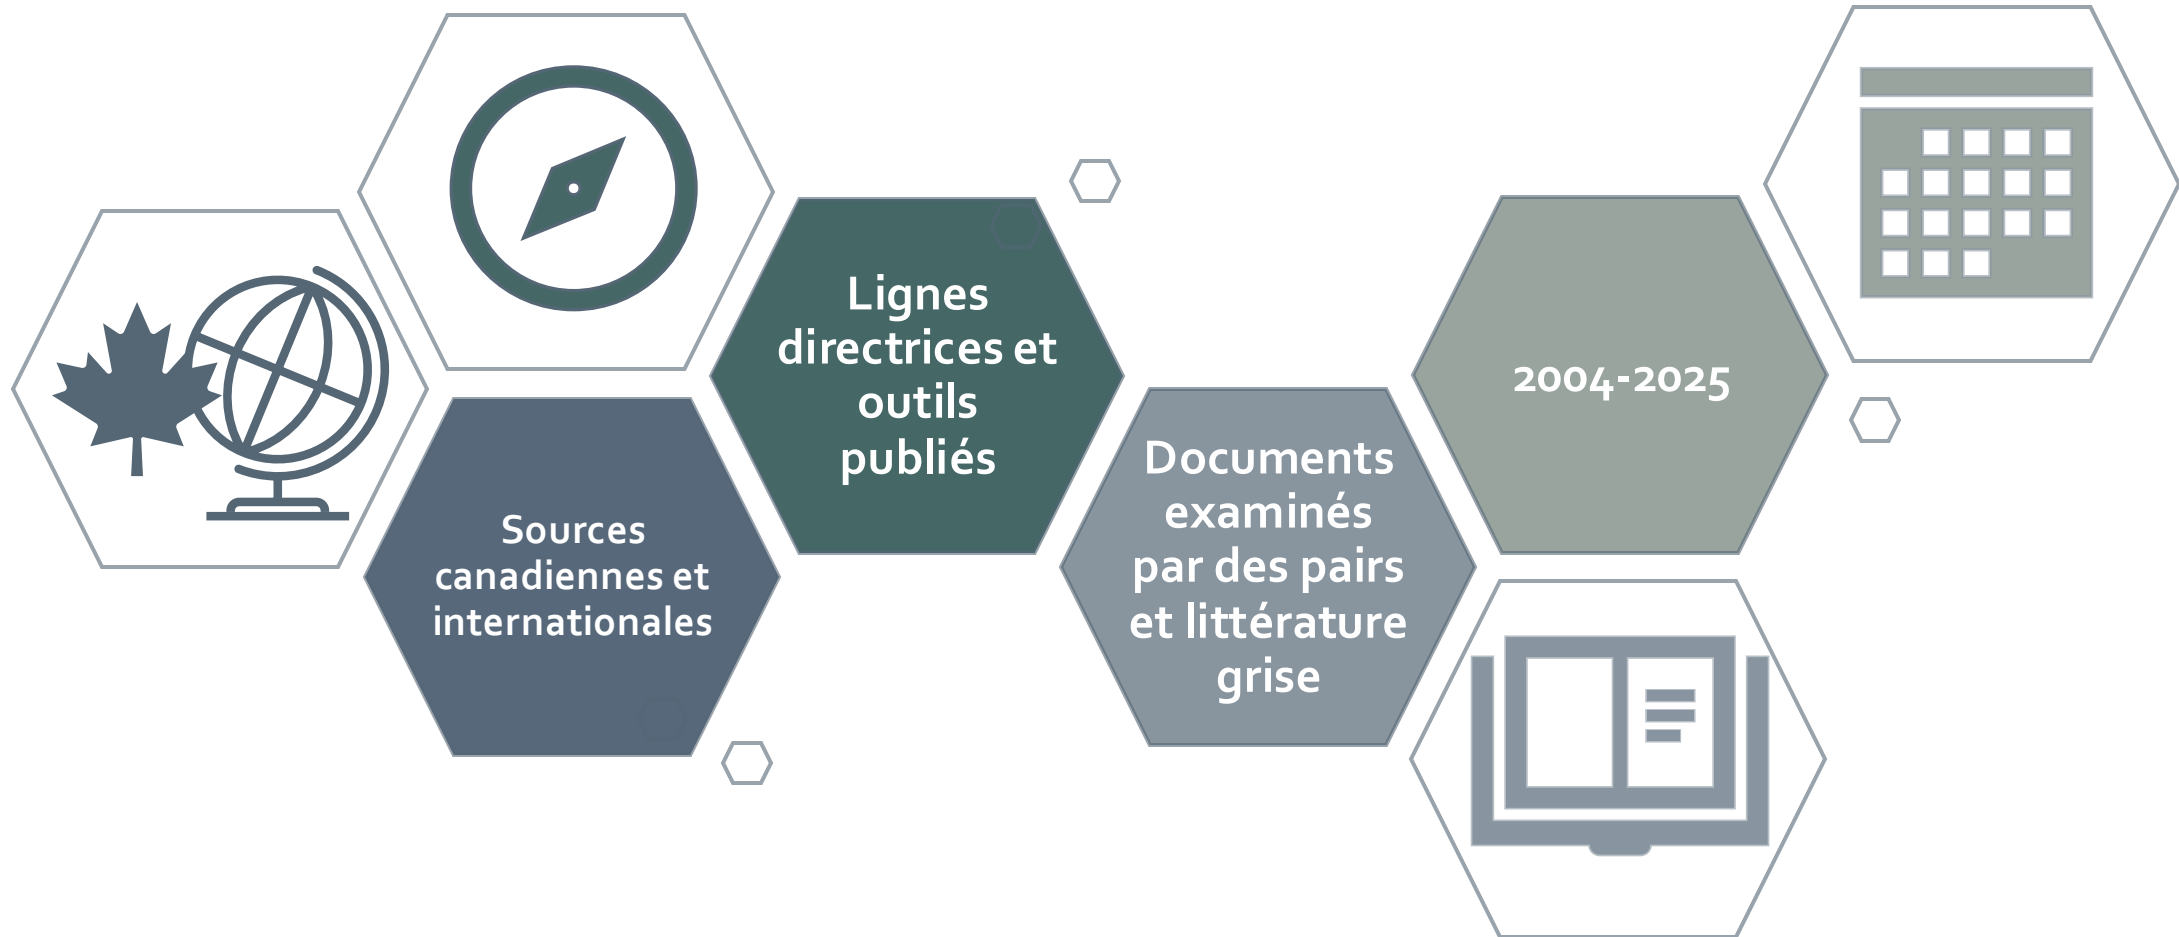 Sources
canadiennes et
internationales
Lignes
directrices et
outils
publiés
Documents
examinés
par des pairs
et littérature
grise
2004-2025